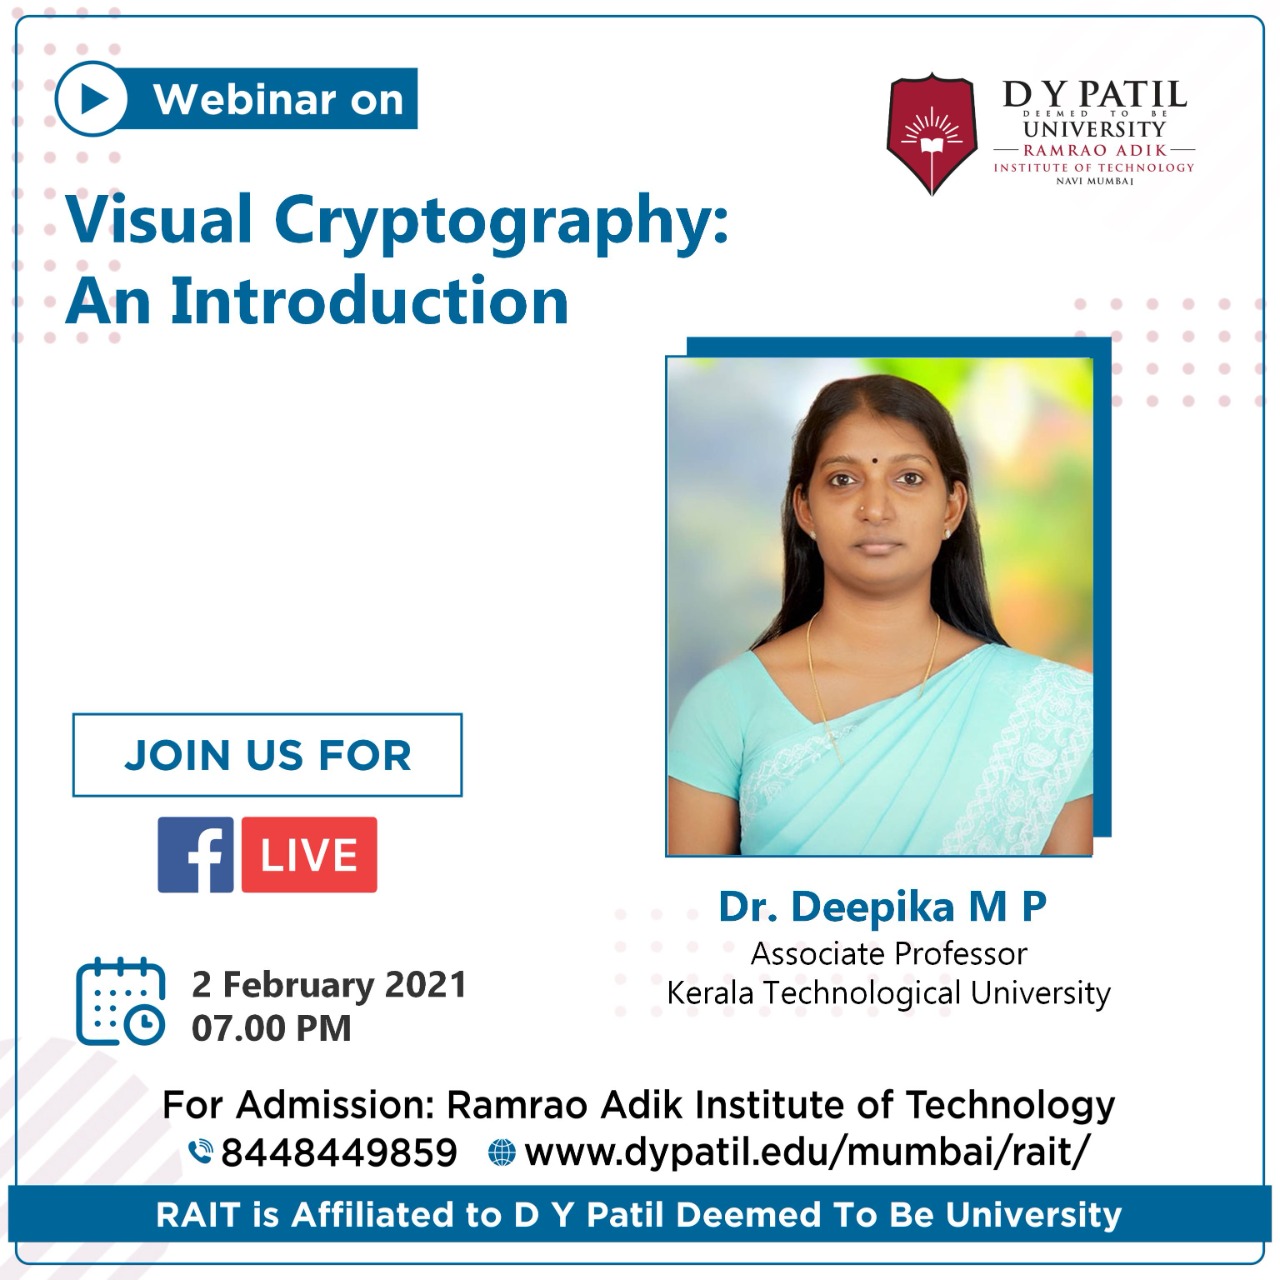 Webinar on
D Y PATIL
DEEMED TO BE
UNIVERSITY
RAMRAO ADIK
INSTITUTE OF TECHNOLOGY
NAVI MUMBAI
Visual Cryptography:
An Introduction
JOIN US FOR
f LIVE
2 February 2021
07.00 PM
Dr. Deepika M P
Associate Professor
Kerala Technological University
For Admission: Ramrao Adik Institute of Technology
8448449859 www.dypatil.edu/mumbai/rait/
RAIT is Affiliated to D Y Patil Deemed To Be University